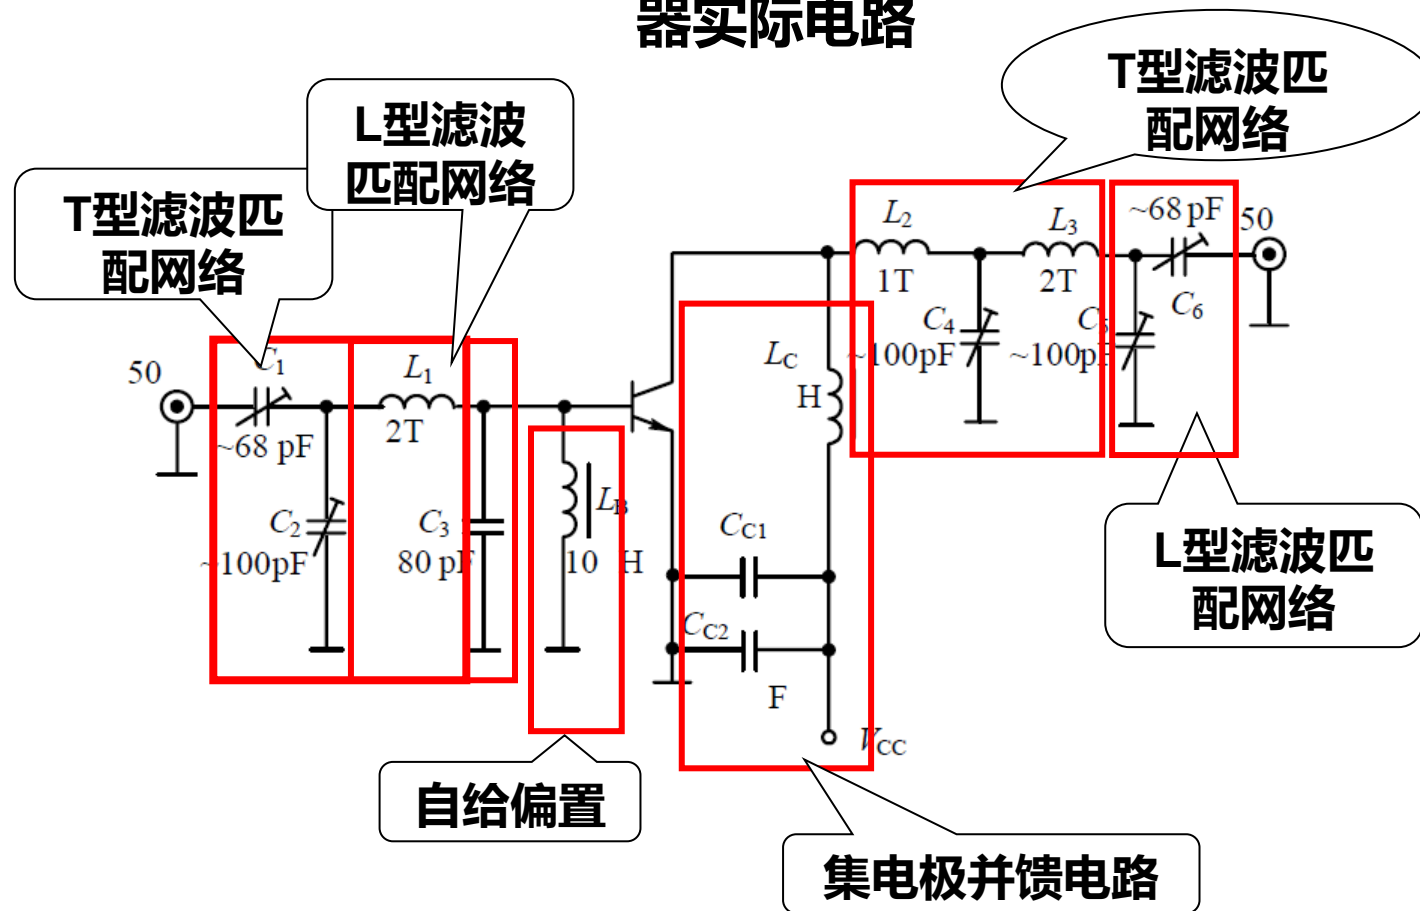 器实际电路
T型滤波匹
配网络
L型滤波
匹配网络
T型滤波匹
配网络
50
C1
~68 pF
C2
~100pF
L1
2T
C3
80 pF
LB
10 H
LC
H
CC1
CC2
F
VCC
L2
1T
C4
~100pF
L3
2T
C5
~100pF
~68 pF
C6
50
L型滤波匹
配网络
自给偏置
集电极并馈电路